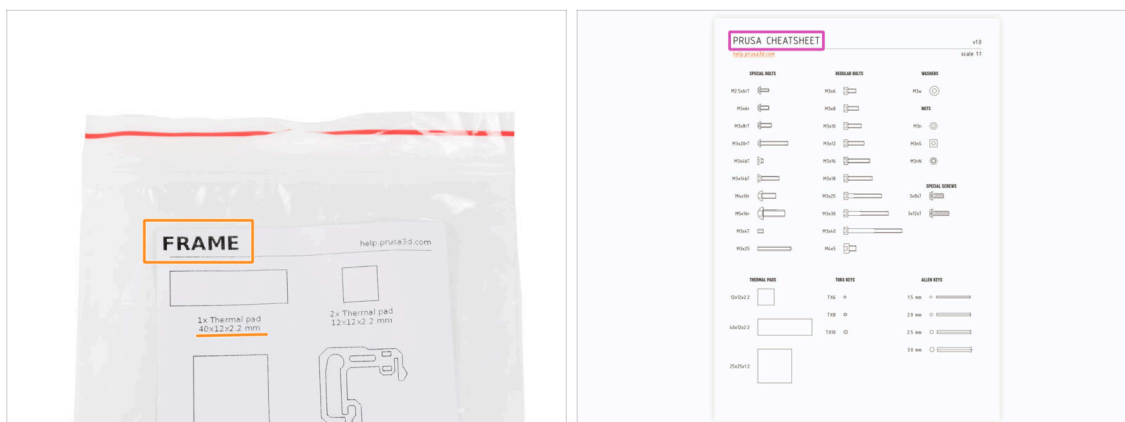 FRAME
help.prusa3d.com
1x Thermal pad
40x12x2.2 mm
2x Thermal pad
12x12x2.2 mm
PRUSA CHEATSHEET
v1.0
help.prusa3d.com
scale 1:1
SPECIAL BOLTS
REGULAR BOLTS
WASHERS
M2.5x6rT
M3x6
M3w
M3x6r
M3x8
NUTS
M3x8rT
M3x10
M3n
M3x20rT
M3x12
M3nS
M3x4bT
M3x16
M3nN
M3x14bT
M3x18
SPECIAL SCREWS
M4x10r
M3x25
3x8sT
M5x16r
M3x30
3x12sT
M3x4T
M3x40
M3x25
M4x5
THERMAL PADS
TORX KEYS
ALLEN KEYS
12x12x2.2
TX6
1.5 mm
TX8
2.0 mm
40x12x2.2
TX10
2.5 mm
3.0 mm
25x25x1.2